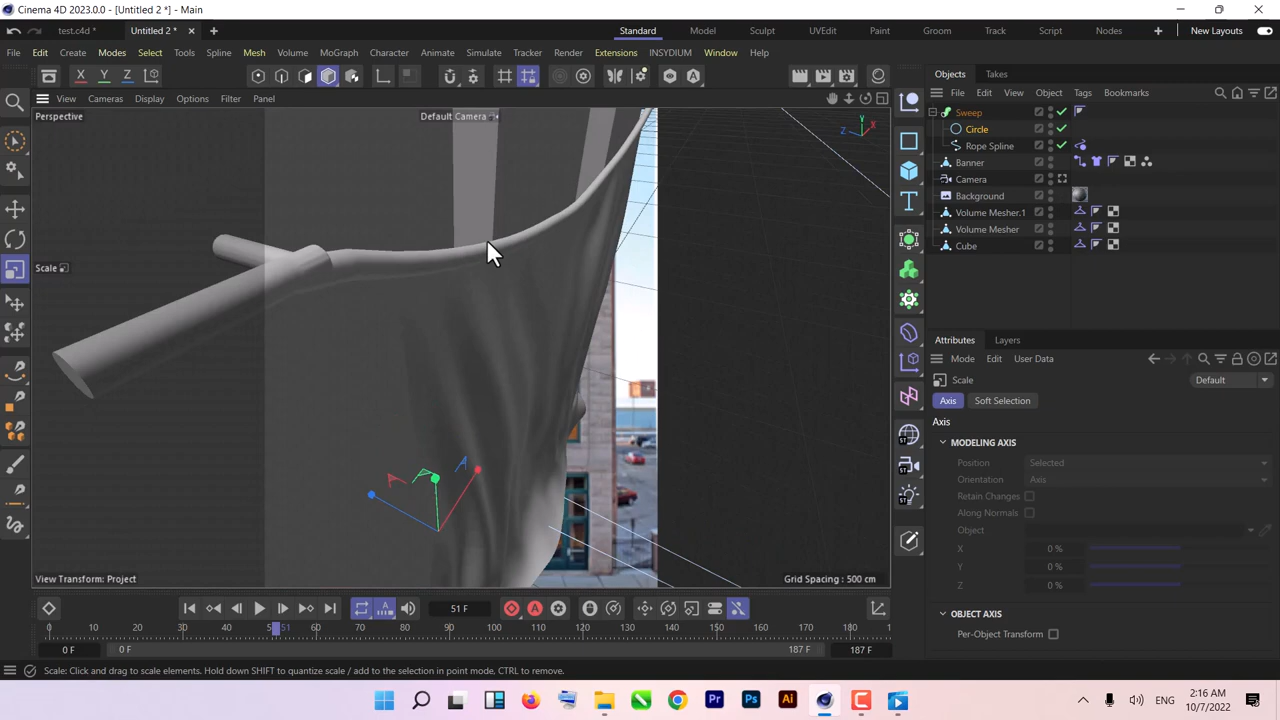 Cinema 4D 2023.0.0 - [Untitled 2 *] - Main
test.c4d *
Untitled 2 *
Standard
Model
Sculpt
UVEdit
Paint
Groom
Track
Script
Nodes
New Layouts
File
Edit
Create
Modes
Select
Tools
Spline
Mesh
Volume
MoGraph
Character
Animate
Simulate
Tracker
Render
Extensions
INSYDIUM
Window
Help
X
Y
Z
Objects
Takes
View
Cameras
Display
Options
Filter
Panel
File
Edit
View
Object
Tags
Bookmarks
Perspective
Default Camera
Y
X
Z
Sweep
Circle
Rope Spline
Banner
Camera
Background
Volume Mesher.1
Volume Mesher
Cube
Scale
Attributes
Layers
Mode
Edit
User Data
Scale
Default
Axis
Soft Selection
Axis
MODELING AXIS
Position
Selected
Orientation
Axis
Retain Changes
Along Normals
Object
X
0 %
Y
0 %
Z
0 %
OBJECT AXIS
Per-Object Transform
View Transform: Project
Grid Spacing : 500 cm
51 F
0
10
20
30
40
51
60
70
80
90
100
110
120
130
140
150
160
170
180
0 F
0 F
187 F
187 F
Scale: Click and drag to scale elements. Hold down SHIFT to quantize scale / add to the selection in point mode, CTRL to remove.
Pr
Ps
Ai
ENG
2:16 AM
10/7/2022